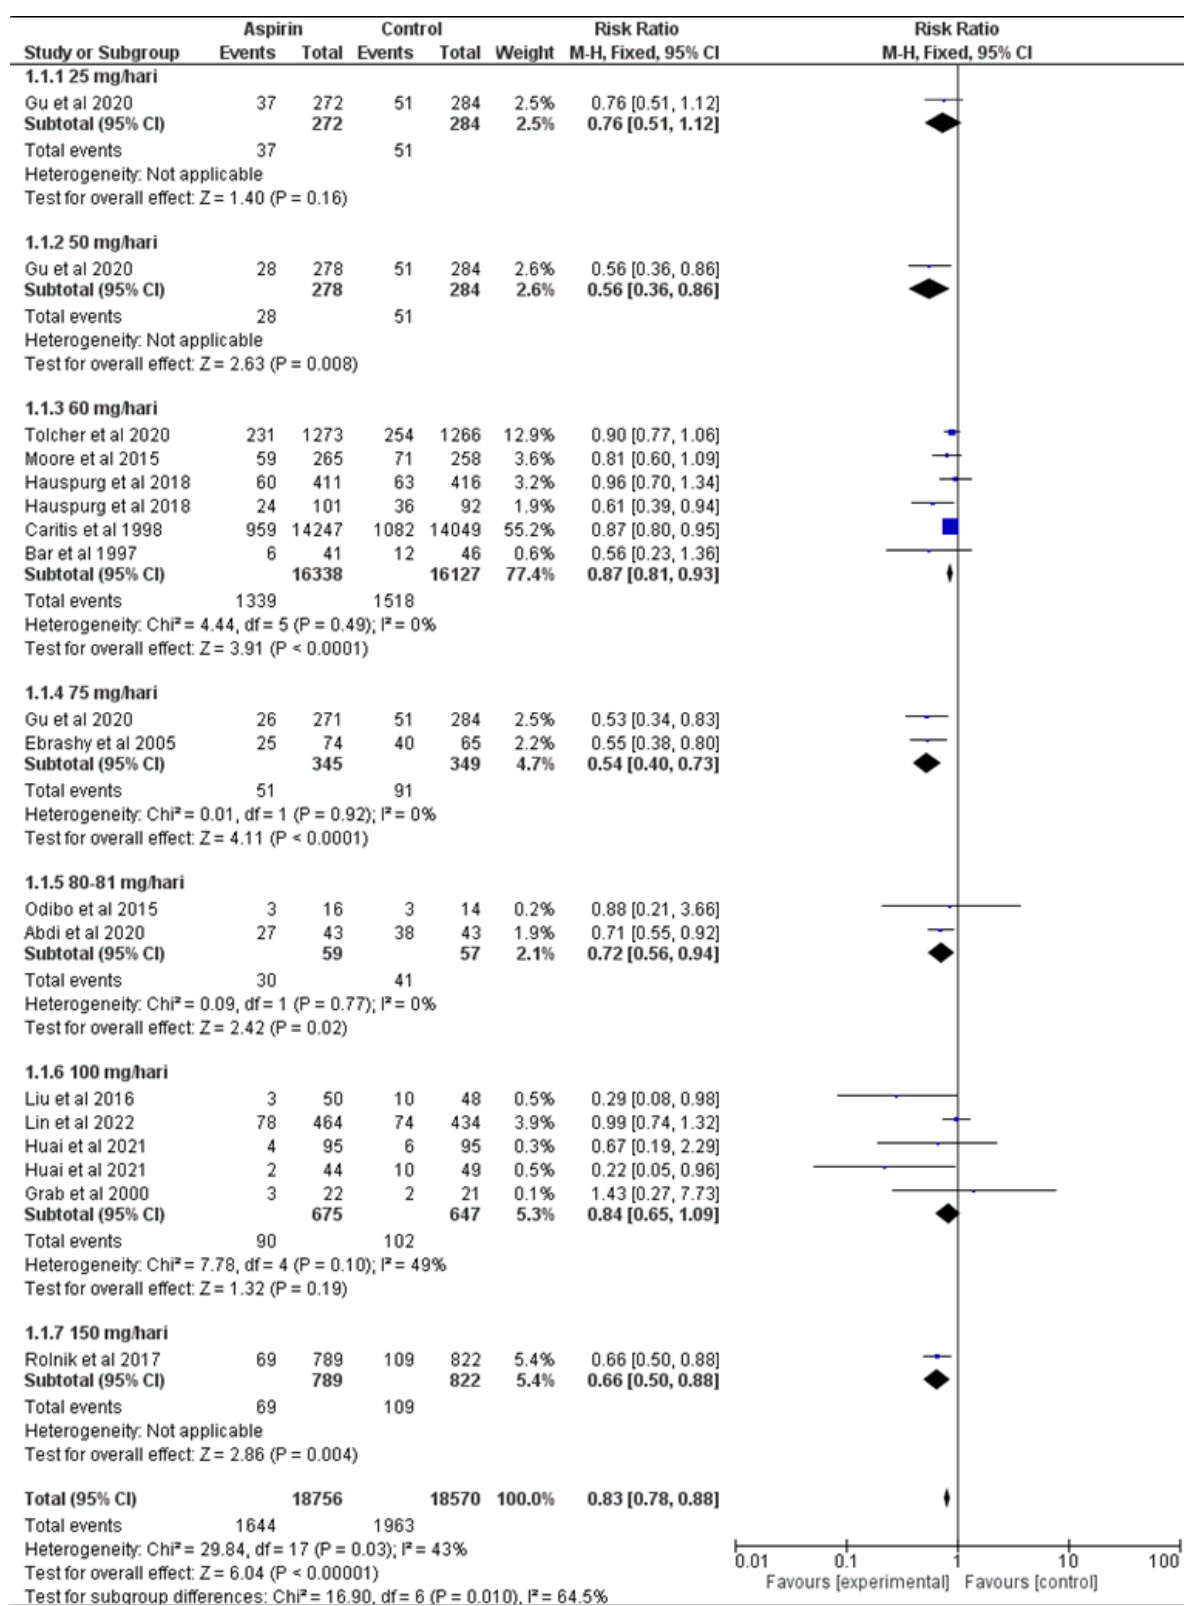 Aspirin Control Risk Ratio Risk Ratio
Study or Subgroup Events Total Events Total Weight M-H, Fixed, 95% CI M-H, Fixed, 95% CI
1.1.1 25 mg/hari
Gu et al 2020 37 272 51 284 2.5% 0.76 [0.51, 1.12]
Subtotal (95% CI) 272 284 2.5% 0.76 [0.51, 1.12]
Total events 37 51
Heterogeneity: Not applicable
Test for overall effect: Z = 1.40 (P = 0.16)
1.1.2 50 mg/hari
Gu et al 2020 28 278 51 284 2.6% 0.56 [0.36, 0.86]
Subtotal (95% CI) 278 284 2.6% 0.56 [0.36, 0.86]
Total events 28 51
Heterogeneity: Not applicable
Test for overall effect: Z = 2.63 (P = 0.008)
1.1.3 60 mg/hari
Tolcher et al 2020 231 1273 254 1266 12.9% 0.90 [0.77, 1.06]
Moore et al 2015 59 265 71 258 3.6% 0.81 [0.60, 1.09]
Hauspurg et al 2018 60 411 63 416 3.2% 0.96 [0.70, 1.34]
Hauspurg et al 2018 24 101 36 92 1.9% 0.61 [0.39, 0.94]
Caritis et al 1998 959 14247 1082 14049 55.2% 0.87 [0.80, 0.95]
Bar et al 1997 6 41 12 46 0.6% 0.56 [0.23, 1.36]
Subtotal (95% CI) 16338 16127 77.4% 0.87 [0.81, 0.93]
Total events 1339 1518
Heterogeneity: Chi² = 4.44, df = 5 (P = 0.49); I² = 0%
Test for overall effect: Z = 3.91 (P < 0.0001)
1.1.4 75 mg/hari
Gu et al 2020 26 271 51 284 2.5% 0.53 [0.34, 0.83]
Ebrashy et al 2005 25 74 40 65 2.2% 0.55 [0.38, 0.80]
Subtotal (95% CI) 345 349 4.7% 0.54 [0.40, 0.73]
Total events 51 91
Heterogeneity: Chi² = 0.01, df = 1 (P = 0.92); I² = 0%
Test for overall effect: Z = 4.11 (P < 0.0001)
1.1.5 80-81 mg/hari
Odibo et al 2015 3 16 3 14 0.2% 0.88 [0.21, 3.66]
Abdi et al 2020 27 43 38 43 1.9% 0.71 [0.55, 0.92]
Subtotal (95% CI) 59 57 2.1% 0.72 [0.56, 0.94]
Total events 30 41
Heterogeneity: Chi² = 0.09, df = 1 (P = 0.77); I² = 0%
Test for overall effect: Z = 2.42 (P = 0.02)
1.1.6 100 mg/hari
Liu et al 2016 3 50 10 48 0.5% 0.29 [0.08, 0.98]
Lin et al 2022 78 464 74 434 3.9% 0.99 [0.74, 1.32]
Huai et al 2021 4 95 6 95 0.3% 0.67 [0.19, 2.29]
Huai et al 2021 2 44 10 49 0.5% 0.22 [0.05, 0.96]
Grab et al 2000 3 22 2 21 0.1% 1.43 [0.27, 7.73]
Subtotal (95% CI) 675 647 5.3% 0.84 [0.65, 1.09]
Total events 90 102
Heterogeneity: Chi² = 7.78, df = 4 (P = 0.10); I² = 49%
Test for overall effect: Z = 1.32 (P = 0.19)
1.1.7 150 mg/hari
Rolnik et al 2017 69 789 109 822 5.4% 0.66 [0.50, 0.88]
Subtotal (95% CI) 789 822 5.4% 0.66 [0.50, 0.88]
Total events 69 109
Heterogeneity: Not applicable
Test for overall effect: Z = 2.86 (P = 0.004)
Total (95% CI) 18756 18570 100.0% 0.83 [0.78, 0.88]
Total events 1644 1963
Heterogeneity: Chi² = 29.84, df = 17 (P = 0.03); I² = 43%
Test for overall effect: Z = 6.04 (P < 0.00001)
Test for subgroup differences: Chi² = 16.90, df = 6 (P = 0.010), I² = 64.5%
0.01 0.1 1 10 100
Favours [experimental] Favours [control]